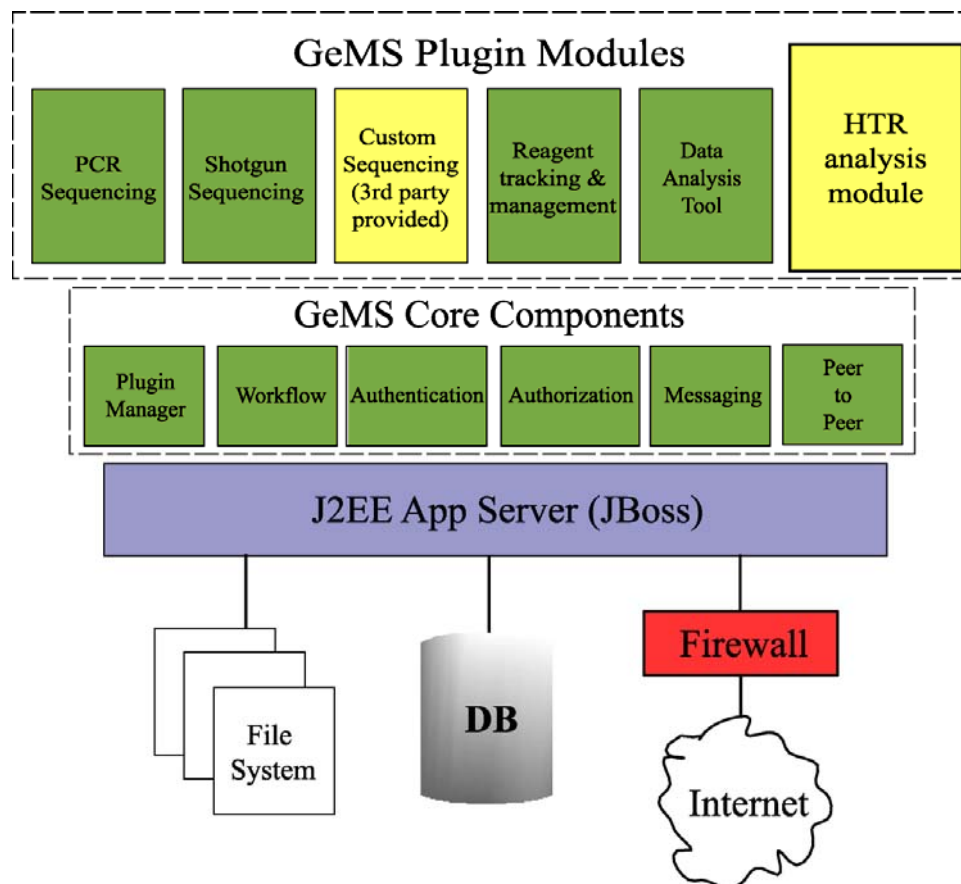 GeMS Plugin Modules
PCR
Sequencing
Shotgun
Sequencing
Custom
Sequencing
(3rd party
provided)
Reagent
tracking &
management
Data
Analysis
Tool
HTR
analysis
module
GeMS Core Components
Plugin
Manager
Workflow
Authentication
Authorization
Messaging
Peer
to
Peer
J2EE App Server (JBoss)
File
System
DB
Firewall
Internet